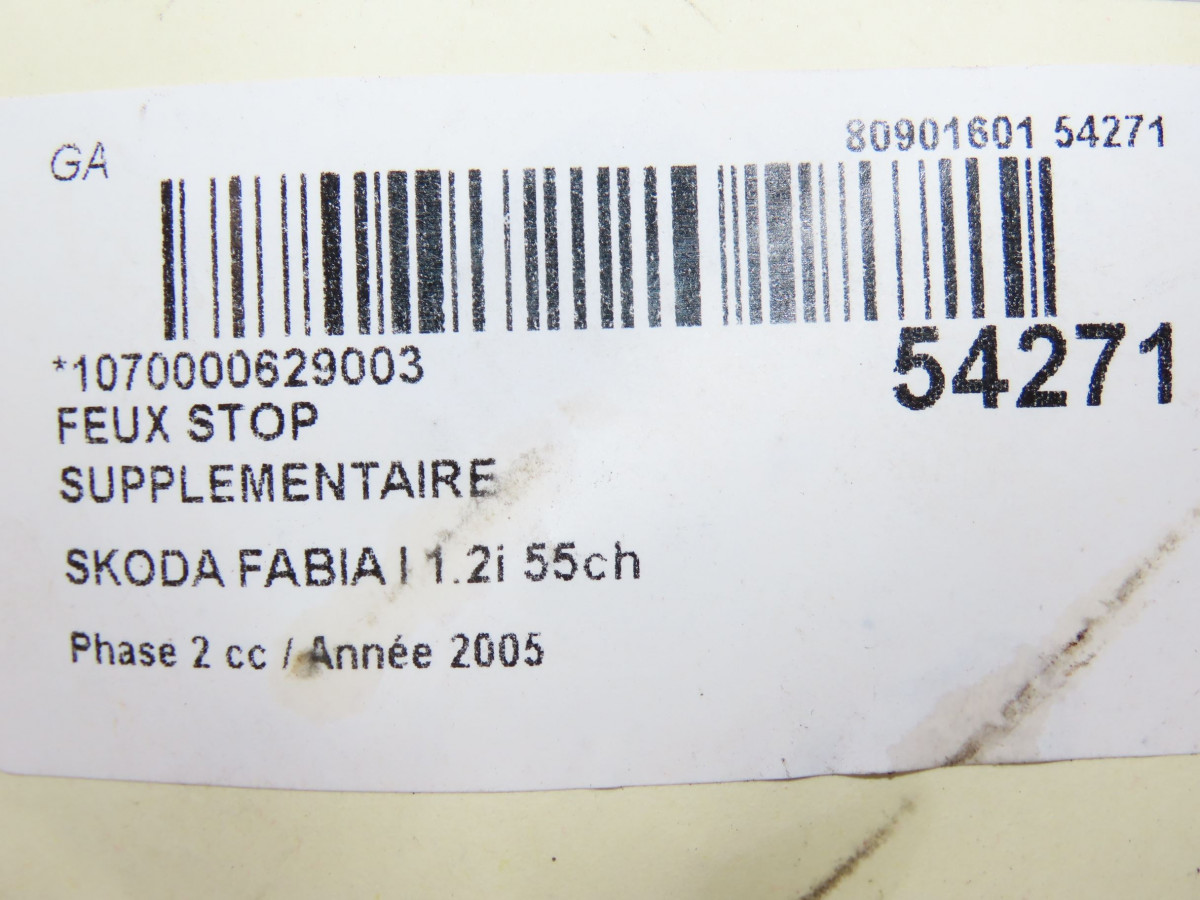 GA
80901601 54271
*1070000629003
54271
FEUX STOP
SUPPLEMENTAIRE
SKODA FABIA I 1.2i 55ch
Phase 2 cc / Année 2005